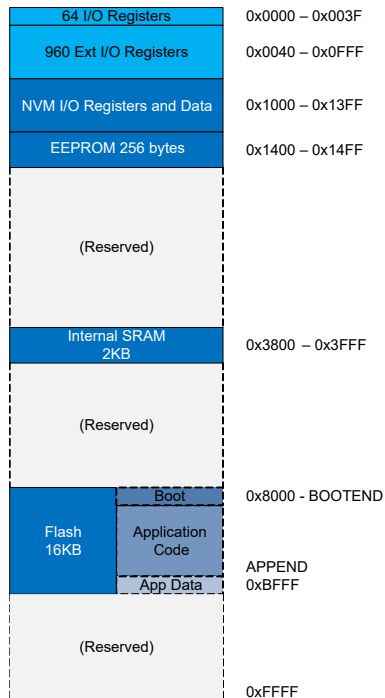 64 I/O Registers 0x0000 – 0x003F
960 Ext I/O Registers 0x0040 – 0x0FFF
NVM I/O Registers and Data 0x1000 – 0x13FF
EEPROM 256 bytes 0x1400 – 0x14FF
(Reserved)
Internal SRAM
2KB
0x3800 – 0x3FFF
(Reserved)
Flash
16KB
Boot 0x8000 - BOOTEND
Application
Code
APPEND
App Data 0xBFFF
(Reserved)
0xFFFF